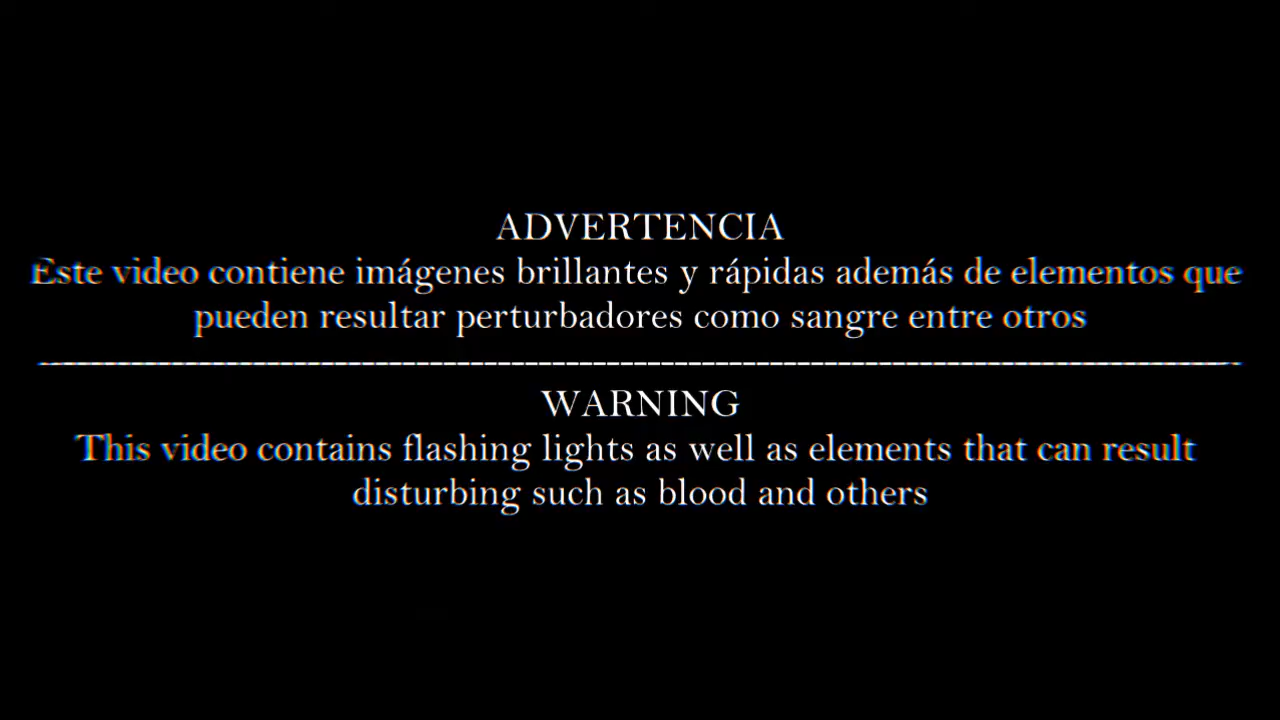 ADVERTENCIA
Este video contiene imágenes brillantes y rápidas además de elementos que
pueden resultar perturbadores como sangre entre otros
WARNING
This video contains flashing lights as well as elements that can result
disturbing such as blood and others